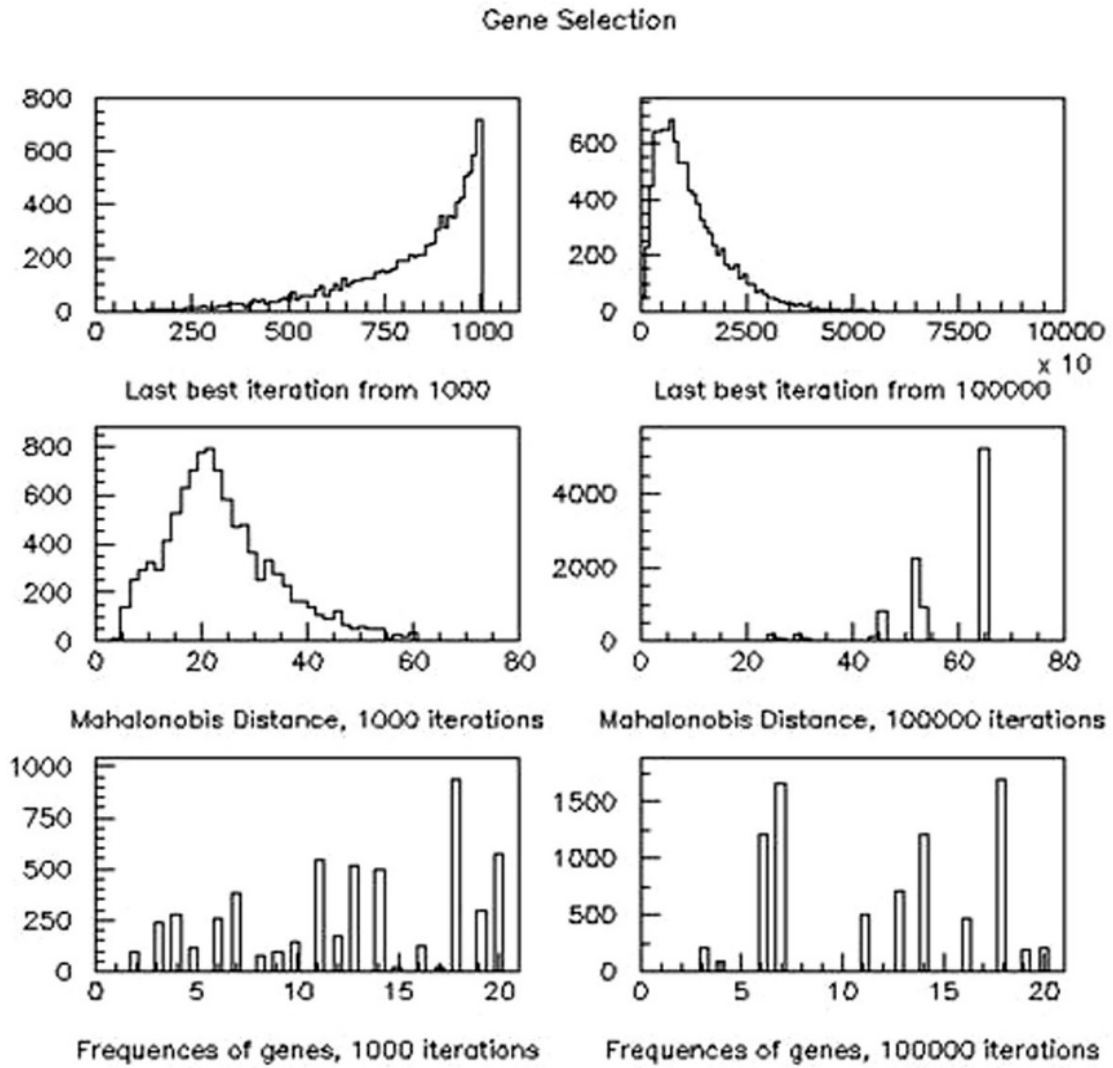 Gene Selection
800
600
400
200
0
0 250 500 750 1000
Last best iteration from 1000
600
400
200
0
0 2500 5000 7500 10000
x 10
Last best iteration from 100000
800
600
400
200
0
0 20 40 60 80
Mahalonobis Distance, 1000 iterations
4000
2000
0
0 20 40 60 80
Mahalonobis Distance, 100000 iterations
1000
750
500
250
0
0 5 10 15 20
Frequences of genes, 1000 iterations
1500
1000
500
0
0 5 10 15 20
Frequences of genes, 100000 iterations